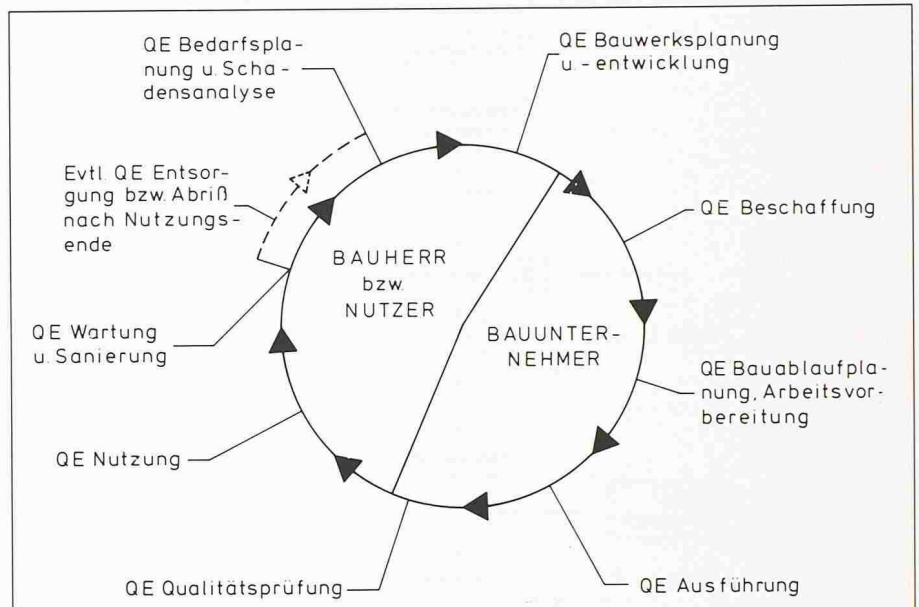 QE Bedarfspla-
nung u. Scha-
densanalyse
QE Bauwerksplanung
u. - entwicklung
Evtl. QE Entsor-
gung bzw. Abriß
nach Nutzungs-
ende
QE Beschaffung
BAUHERR
bzw.
NUTZER
BAUUNTER-
NEHMER
QE Wartung
u. Sanierung
QE Bauablaufpla-
nung, Arbeitsvor-
bereitung
QE Nutzung
QE Qualitätsprüfung
QE Ausführung